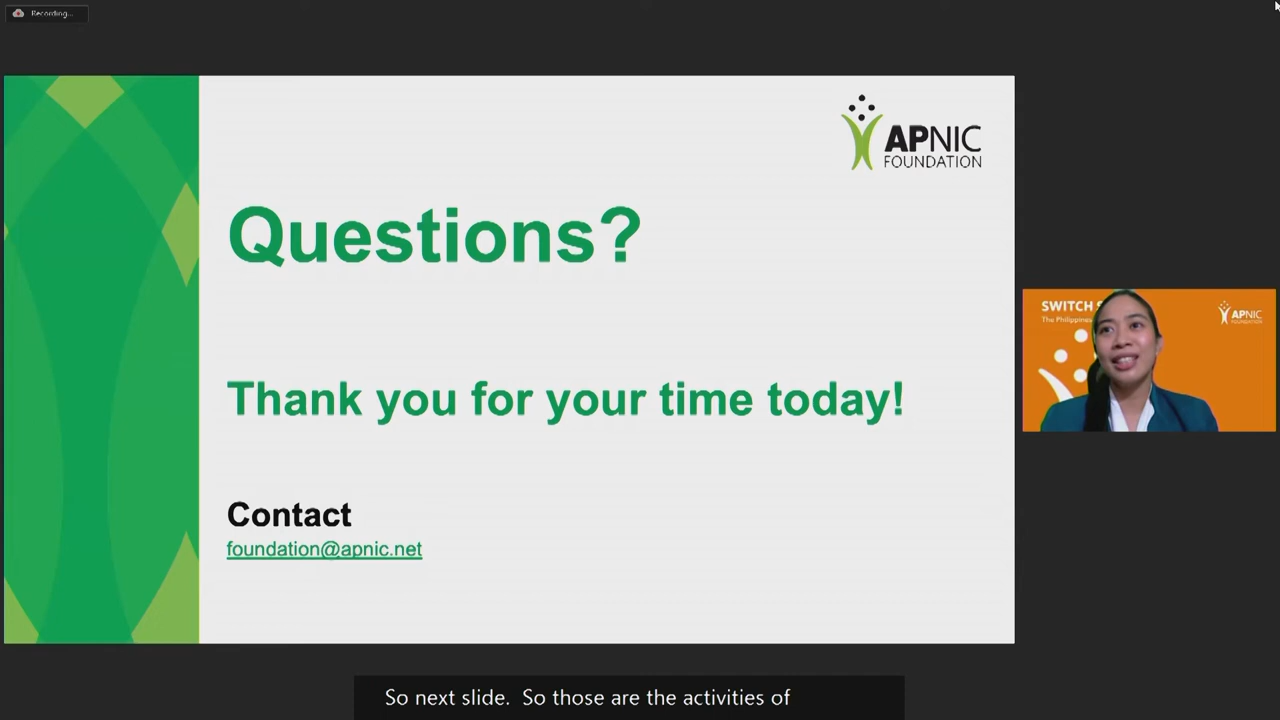 Recording...
APNIC
FOUNDATION
Questions?
Thank you for your time today!
Contact
foundation@apnic.net
SWITCH
The Philippines
APNIC
FOUNDATION
So next slide. So those are the activities of